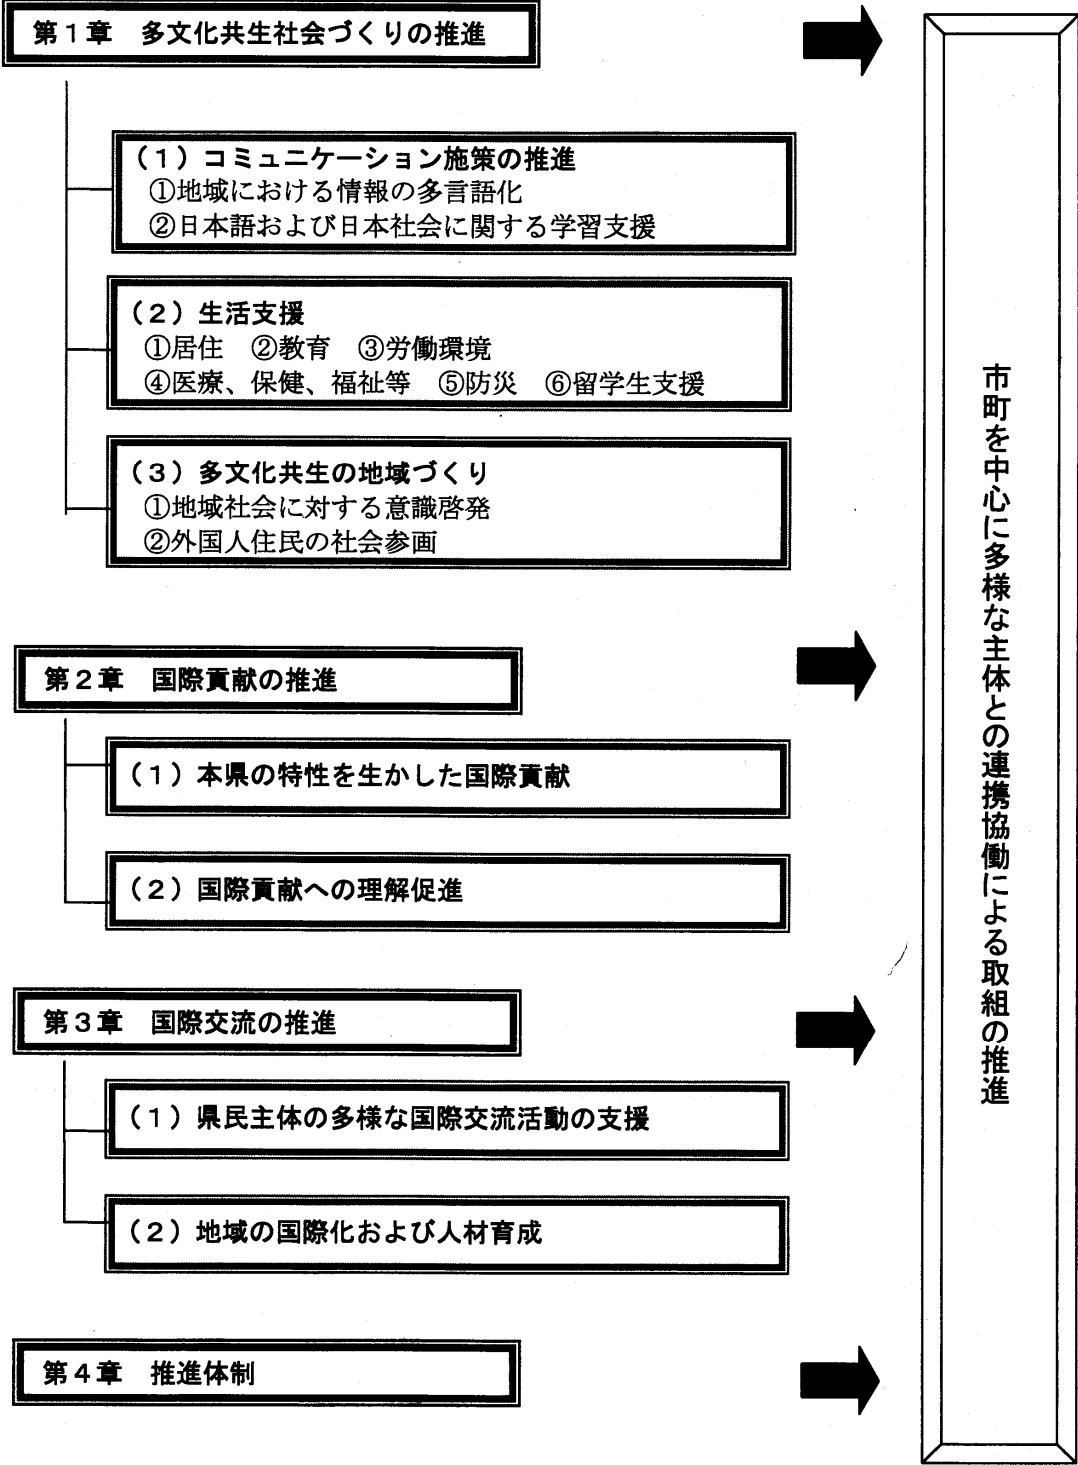 第１章　多文化共生社会づくりの推進
（１）コミュニケーション施策の推進
①地域における情報の多言語化
②日本語および日本社会に関する学習支援
（２）生活支援
①居住　②教育　③労働環境
④医療、保健、福祉等　⑤防災　⑥留学生支援
（３）多文化共生の地域づくり
①地域社会に対する意識啓発
②外国人住民の社会参画
第２章　国際貢献の推進
（１）本県の特性を生かした国際貢献
（２）国際貢献への理解促進
第３章　国際交流の推進
（１）県民主体の多様な国際交流活動の支援
（２）地域の国際化および人材育成
第４章　推進体制
市町を中心に多様な主体との連携協働による取組の推進